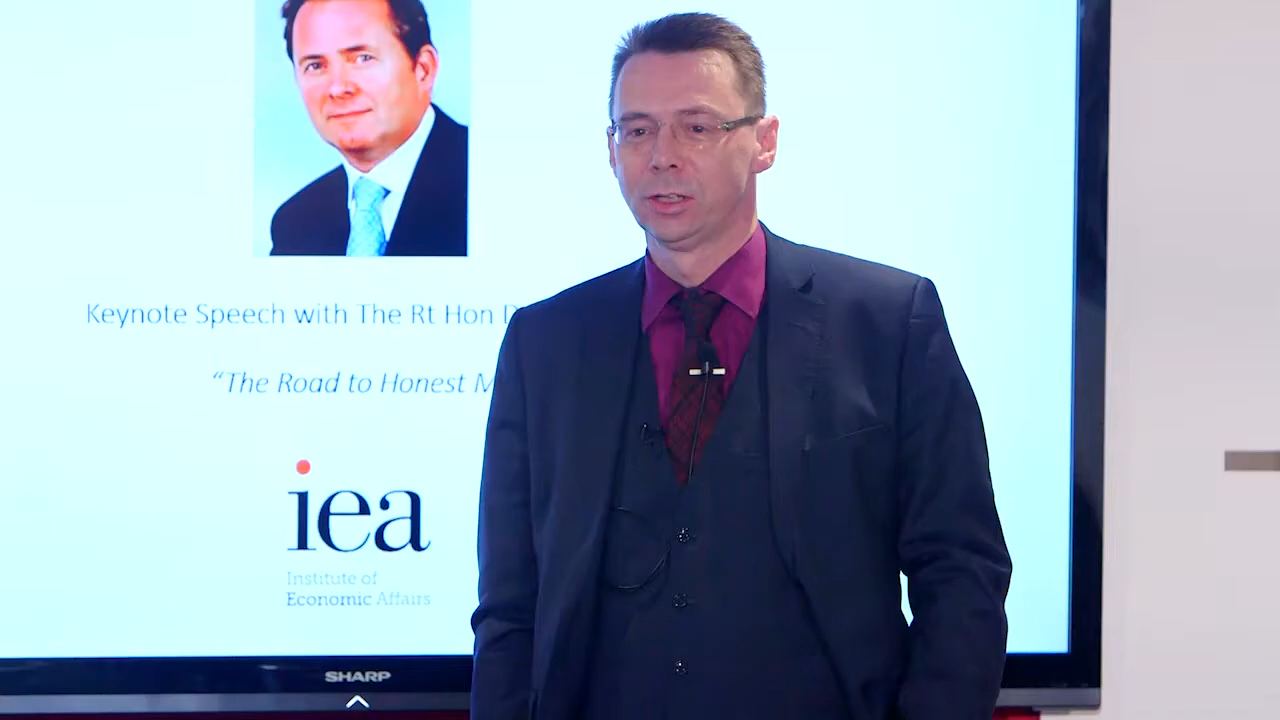 Keynote Speech with The Rt Hon
“The Road to Honest
iea
Institute of
Economic Affairs
SHARP